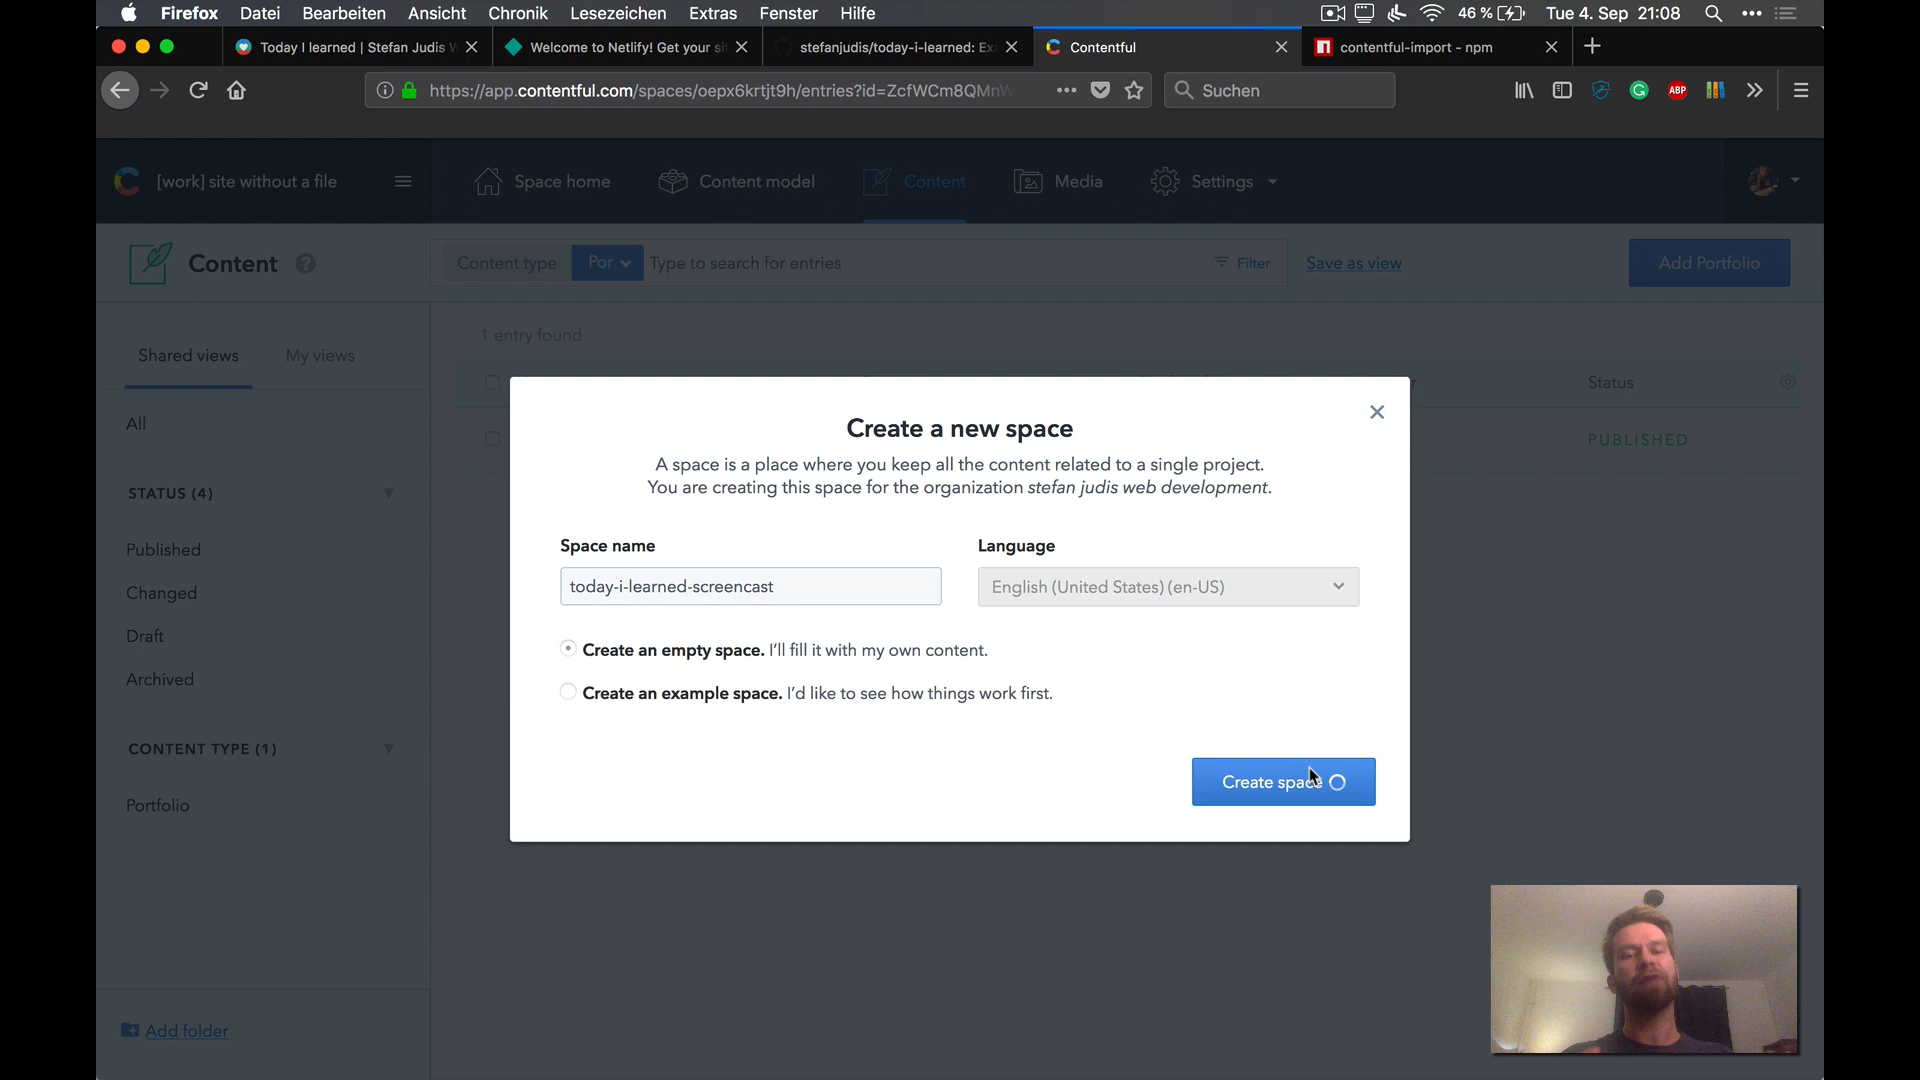 Firefox Datei Bearbeiten Ansicht Chronik Lesezeichen Extras Fenster Hilfe 46 % Tue 4. Sep 21:08
Today I learned | Stefan Judis W
Welcome to Netlify! Get your si
stefanjudis/today-i-learned: Ex
Contentful
contentful-import - npm
https://app.contentful.com/spaces/oepx6krtjt9h/entries?id=ZcfWCm8QMnW
Suchen
ABP
[work] site without a file
Space home
Content model
Content
Media
Settings
Content
Content type Por Type to search for entries Filter
Save as view
Add Portfolio
Shared views My views
All
STATUS (4)
Published
Changed
Draft
Archived
CONTENT TYPE (1)
Portfolio
Add folder
1 entry found
Status
PUBLISHED
Create a new space
A space is a place where you keep all the content related to a single project.
You are creating this space for the organization stefan judis web development.
Space name
today-i-learned-screencast
Language
English (United States) (en-US)
Create an empty space. I'll fill it with my own content.
Create an example space. I'd like to see how things work first.
Create space